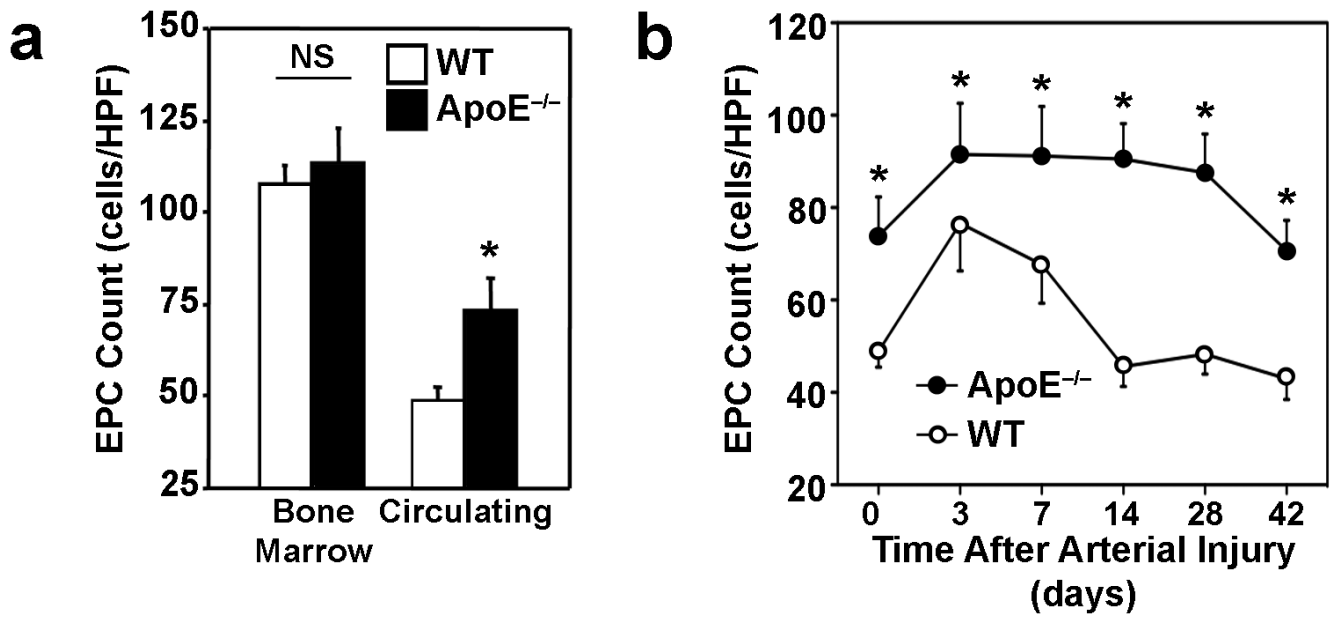 a
EPC Count (cells/HPF)
150
125
100
75
50
25
NS
WT
ApoE⁻/⁻
*
Bone
Marrow
Circulating
b
EPC Count (cells/HPF)
120
100
80
60
40
20
* * * * * *
ApoE⁻/⁻
WT
0 3 7 14 28 42
Time After Arterial Injury
(days)